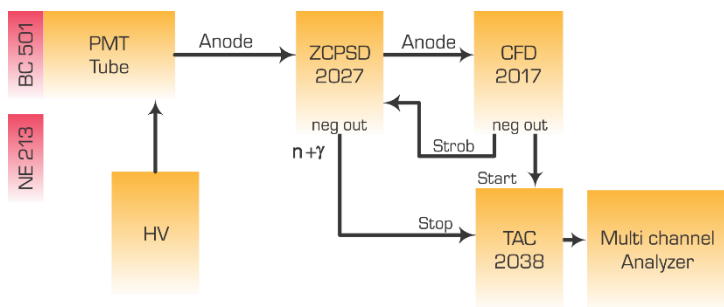 BC 501
PMT
Tube
Anode
ZCPSD
2027
Anode
CFD
2017
neg out
neg out
Strob
n+γ
NE 213
Start
HV
Stop
TAC
2038
Multi channel
Analyzer